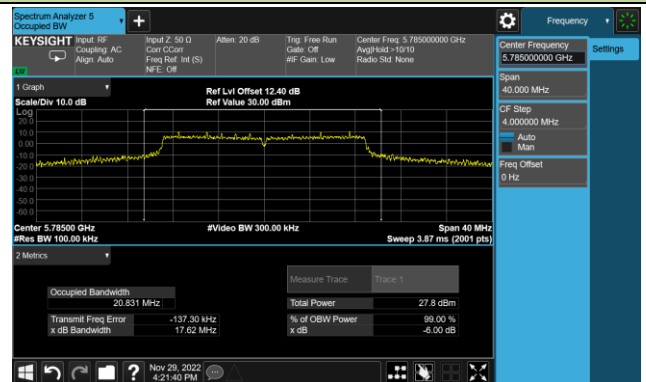 Spectrum Analyzer 5
Occupied BW
Frequency
KEYSIGHT Input: RF
Coupling: AC
Align: Auto
Input Z: 50 Ω
Corr CCorr
Freq Ref: Int (S)
NFE: Off
Atten: 20 dB
Trig: Free Run
Gate: Off
#IF Gain: Low
Center Freq: 5.785000000 GHz
Avg|Hold:>10/10
Radio Std: None
Center Frequency
5.785000000 GHz
Settings
Span
40.000 MHz
CF Step
4.000000 MHz
Auto
Man
Freq Offset
0 Hz
1 Graph
Scale/Div 10.0 dB
Ref Lvl Offset 12.40 dB
Ref Value 30.00 dBm
Log
20.0
10.0
0.00
-10.0
-20.0
-30.0
-40.0
-50.0
-60.0
Center 5.78500 GHz
#Video BW 300.00 kHz
Span 40 MHz
#Res BW 100.00 kHz
Sweep 3.87 ms (2001 pts)
2 Metrics
Measure Trace
Trace 1
Occupied Bandwidth
20.831 MHz
Total Power
27.8 dBm
Transmit Freq Error
-137.30 kHz
% of OBW Power
99.00 %
x dB Bandwidth
17.62 MHz
x dB
-6.00 dB
Nov 29, 2022
4:21:40 PM